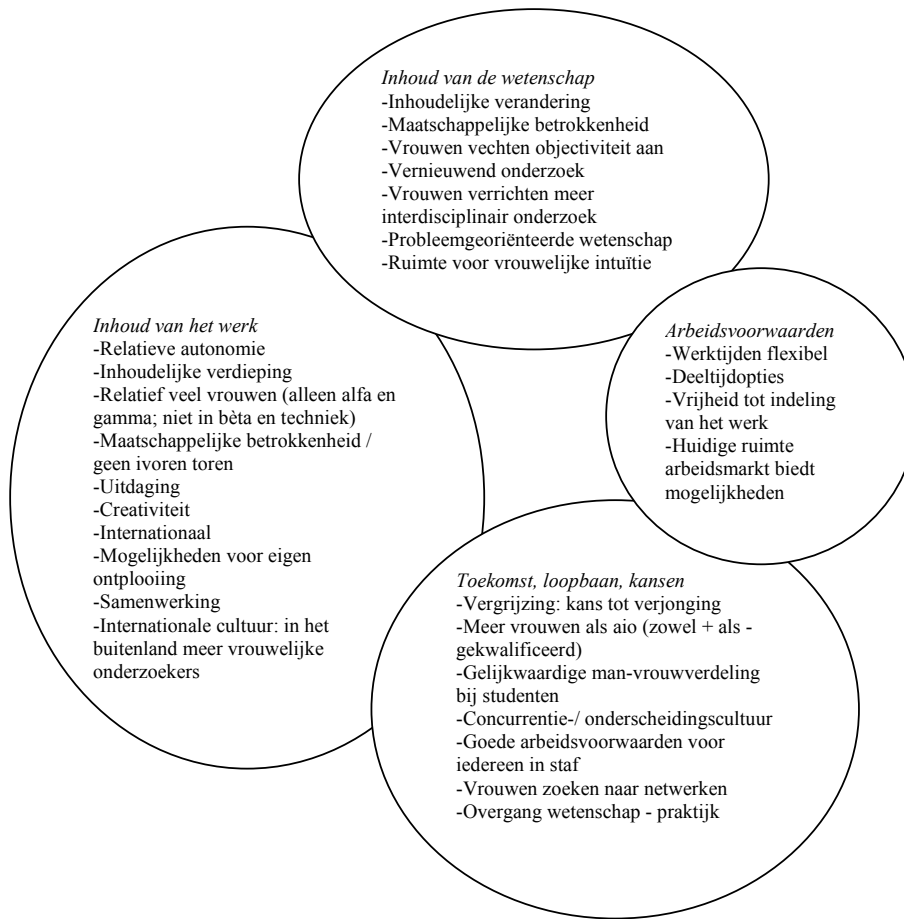 Inhoud van de wetenschap
-Inhoudelijke verandering
-Maatschappelijke betrokkenheid
-Vrouwen vechten objectiviteit aan
-Vernieuwend onderzoek
-Vrouwen verrichten meer
interdisciplinair onderzoek
-Probleemgeoriënteerde wetenschap
-Ruimte voor vrouwelijke intuïtie
Inhoud van het werk
-Relatieve autonomie
-Inhoudelijke verdieping
-Relatief veel vrouwen (alleen alfa en
gamma; niet in bèta en techniek)
-Maatschappelijke betrokkenheid /
geen ivoren toren
-Uitdaging
-Creativiteit
-Internationaal
-Mogelijkheden voor eigen
ontplooiing
-Samenwerking
-Internationale cultuur: in het
buitenland meer vrouwelijke
onderzoekers
Arbeidsvoorwaarden
-Werktijden flexibel
-Deeltijdopties
-Vrijheid tot indeling
van het werk
-Huidige ruimte
arbeidsmarkt biedt
mogelijkheden
Toekomst, loopbaan, kansen
-Vergrijzing: kans tot verjonging
-Meer vrouwen als aio (zowel + als -
gekwalificeerd)
-Gelijkwaardige man-vrouwverdeling
bij studenten
-Concurrentie-/ onderscheidingscultuur
-Goede arbeidsvoorwaarden voor
iedereen in staf
-Vrouwen zoeken naar netwerken
-Overgang wetenschap - praktijk